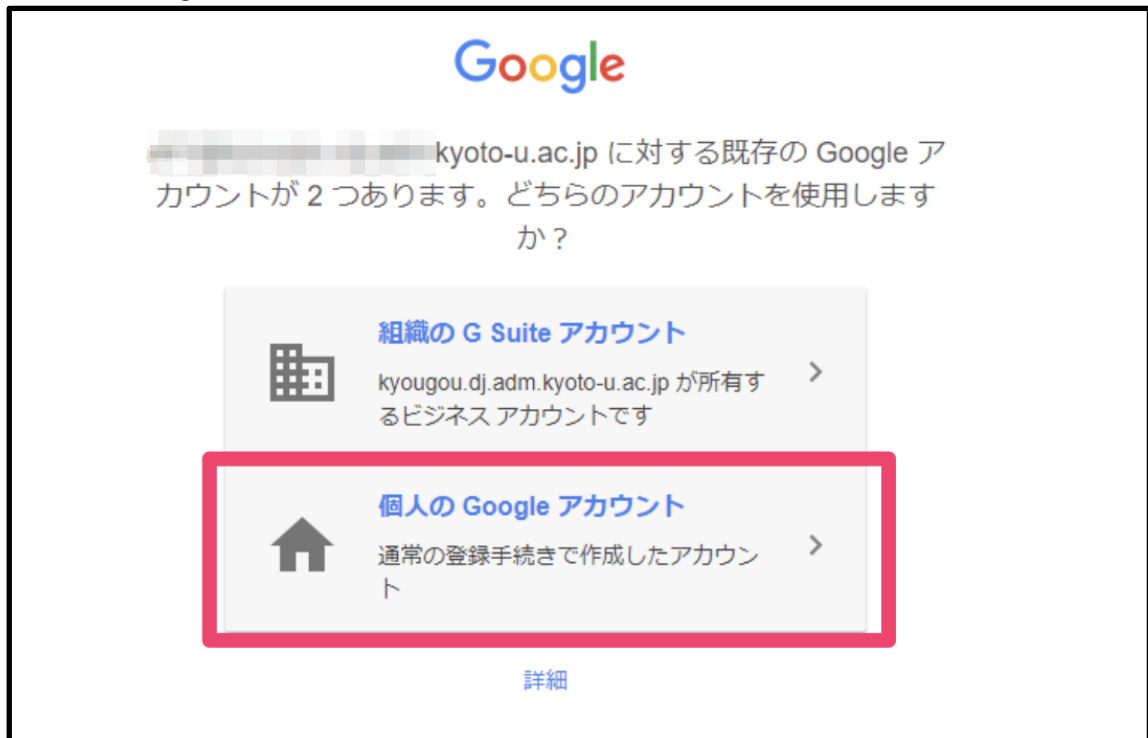 Google
kyoto-u.ac.jp に対する既存の Google ア
カウントが 2 つあります。どちらのアカウントを使用します
か？
組織の G Suite アカウント
kyougou.dj.adm.kyoto-u.ac.jp が所有す
るビジネス アカウントです
個人の Google アカウント
通常の登録手続きで作成したアカウン
ト
詳細